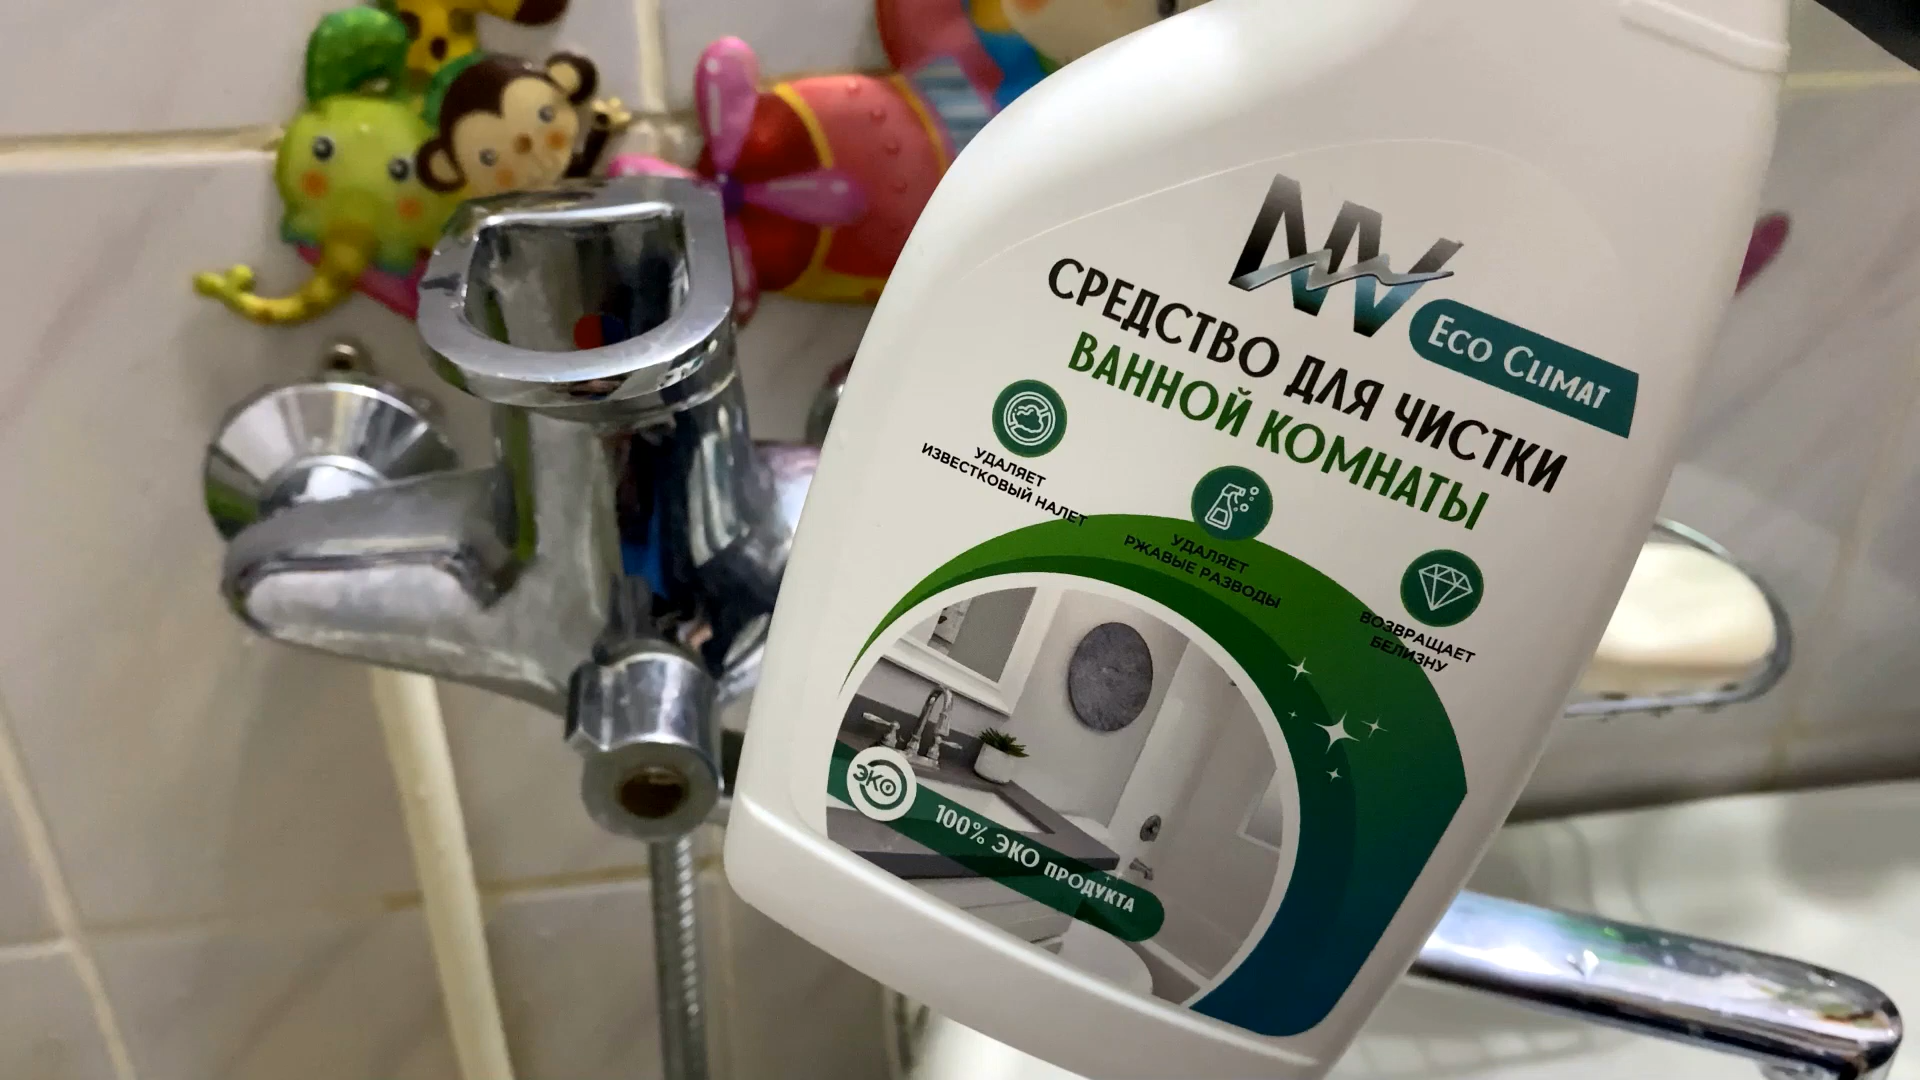 NV
Eco Climat
СРЕДСТВО ДЛЯ ЧИСТКИ
ВАННОЙ КОМНАТЫ
УДАЛЯЕТ
ИЗВЕСТКОВЫЙ НАЛЕТ
УДАЛЯЕТ
РЖАВЫЕ РАЗВОДЫ
ВОЗВРАЩАЕТ
БЕЛИЗНУ
ЭКО
100% ЭКО ПРОДУКТА